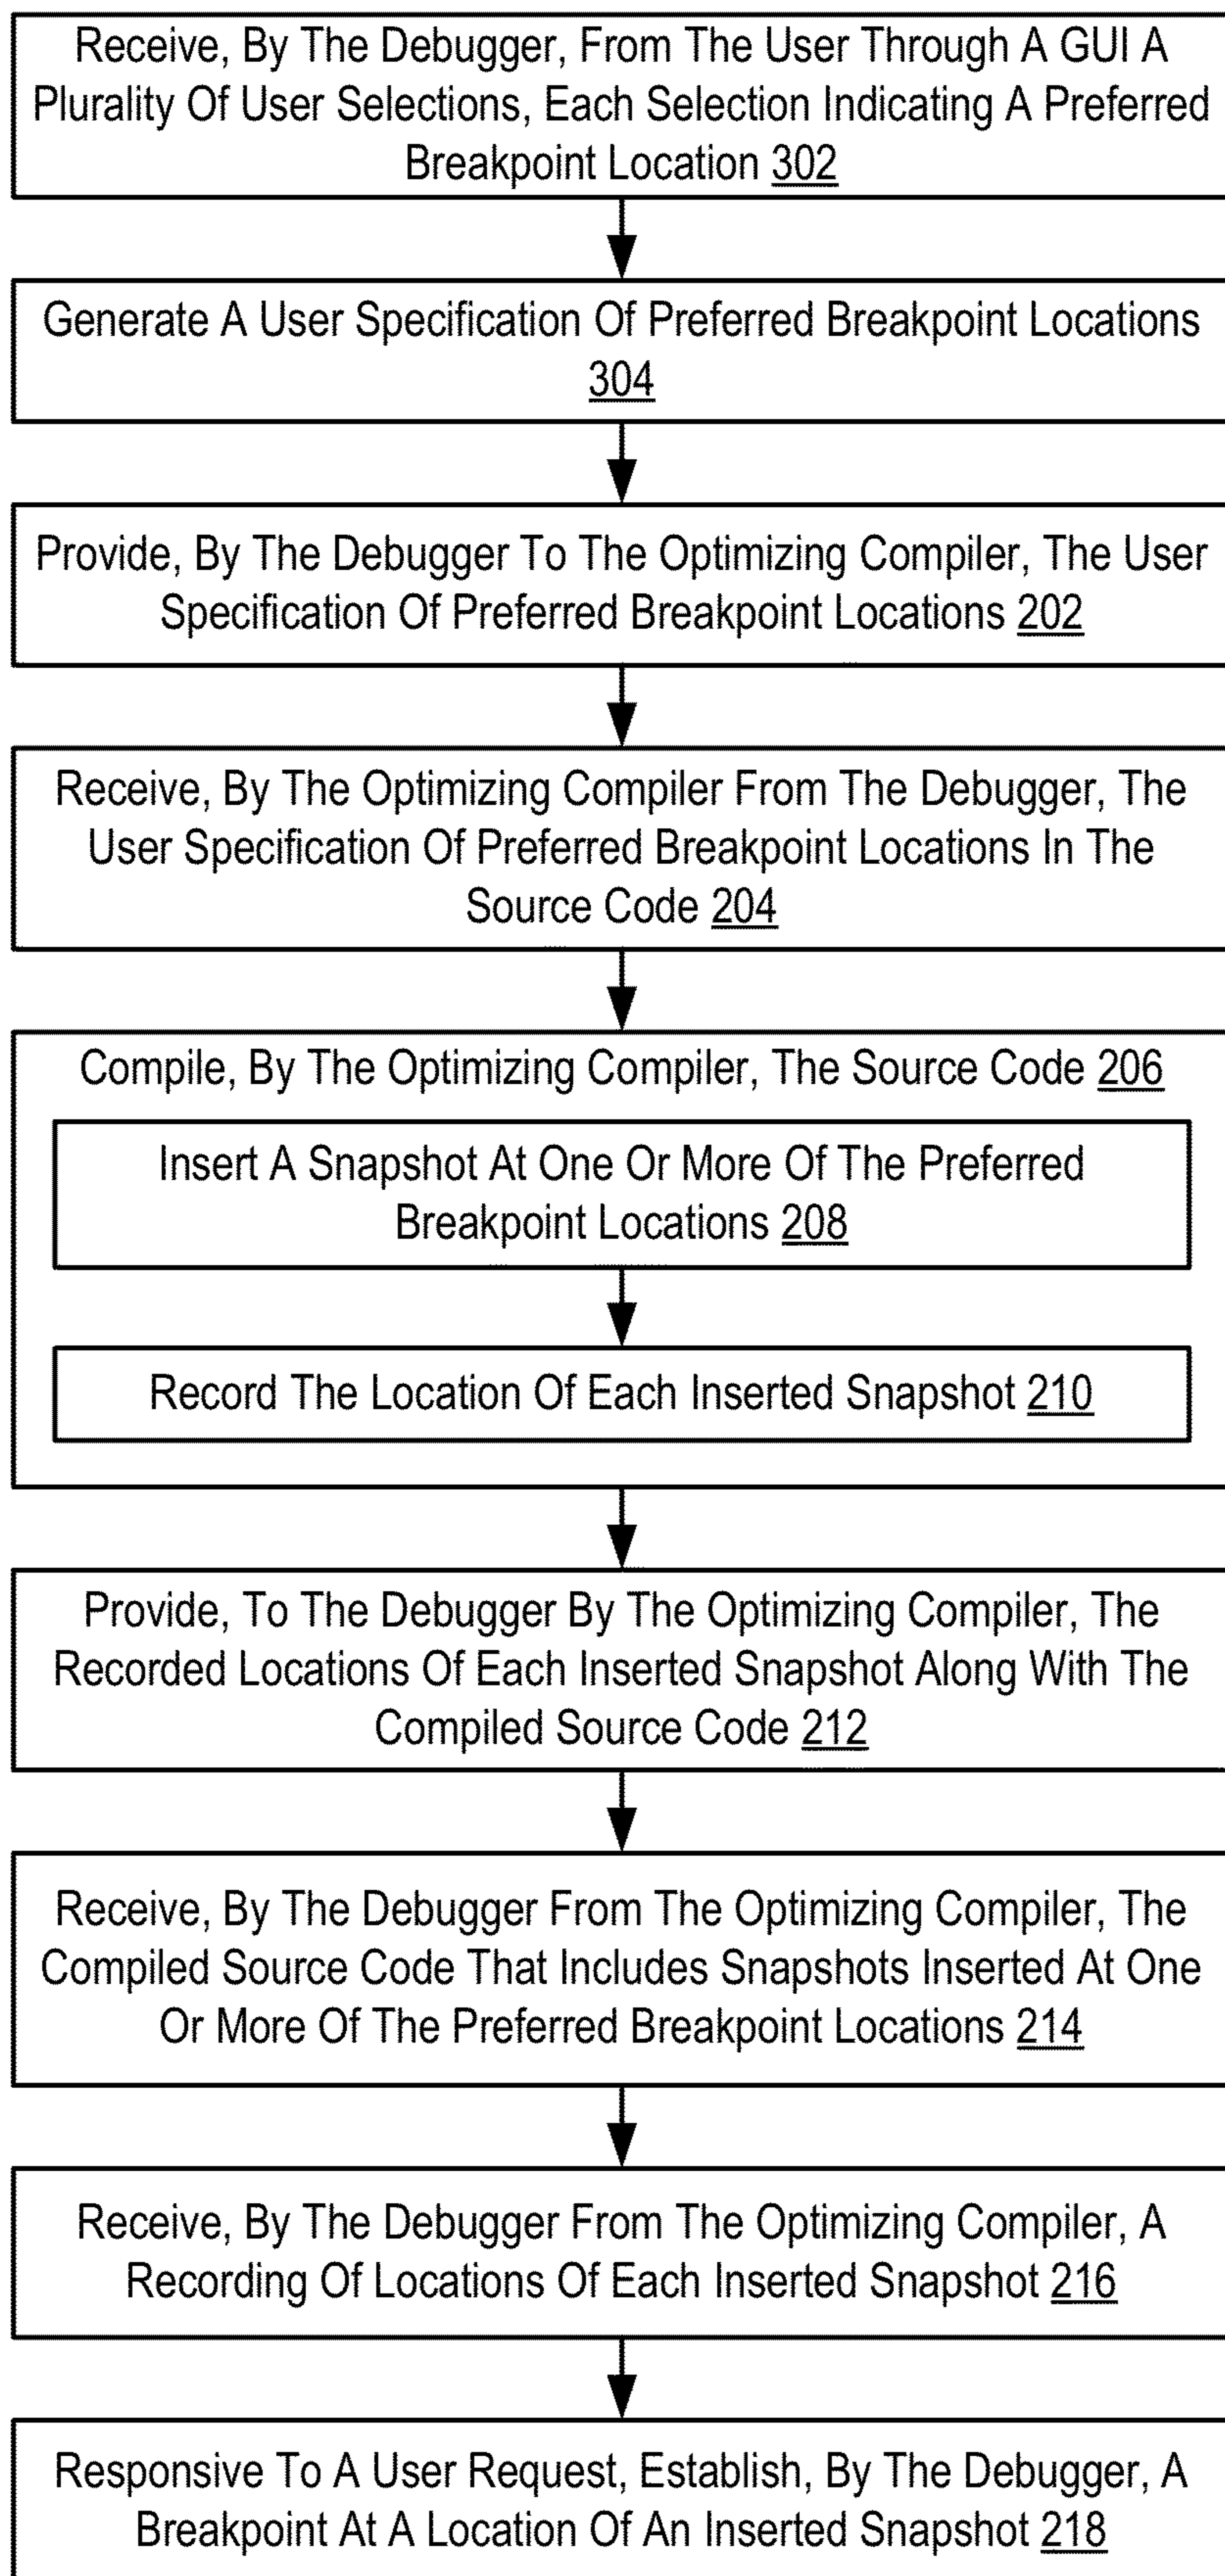 Receive, By The Debugger, From The User Through A GUI A
Plurality Of User Selections, Each Selection Indicating A Preferred
Breakpoint Location 302
Generate A User Specification Of Preferred Breakpoint Locations
304
Provide, By The Debugger To The Optimizing Compiler, The User
Specification Of Preferred Breakpoint Locations 202
Receive, By The Optimizing Compiler From The Debugger, The
User Specification Of Preferred Breakpoint Locations In The
Source Code 204
Compile, By The Optimizing Compiler, The Source Code 206
Insert A Snapshot At One Or More Of The Preferred
Breakpoint Locations 208
Record The Location Of Each Inserted Snapshot 210
Provide, To The Debugger By The Optimizing Compiler, The
Recorded Locations Of Each Inserted Snapshot Along With The
Compiled Source Code 212
Receive, By The Debugger From The Optimizing Compiler, The
Compiled Source Code That Includes Snapshots Inserted At One
Or More Of The Preferred Breakpoint Locations 214
Receive, By The Debugger From The Optimizing Compiler, A
Recording Of Locations Of Each Inserted Snapshot 216
Responsive To A User Request, Establish, By The Debugger, A
Breakpoint At A Location Of An Inserted Snapshot 218